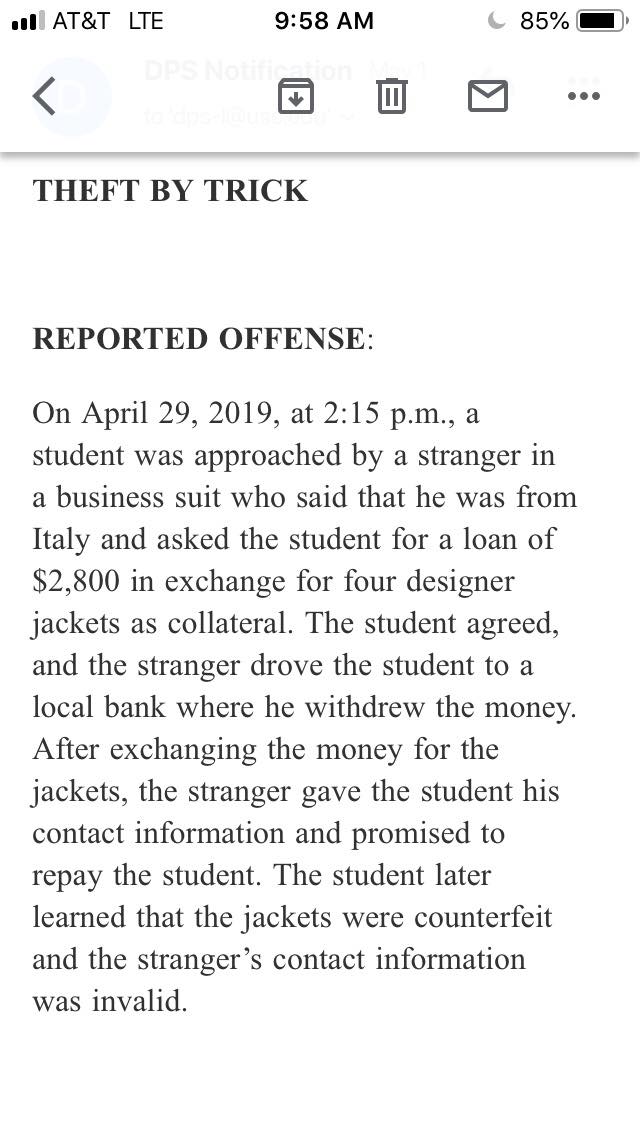 AT&T LTE 9:58 AM 85%
DPS Notification May 1
D
THEFT BY TRICK
REPORTED OFFENSE:
On April 29, 2019, at 2:15 p.m., a
student was approached by a stranger in
a business suit who said that he was from
Italy and asked the student for a loan of
$2,800 in exchange for four designer
jackets as collateral. The student agreed,
and the stranger drove the student to a
local bank where he withdrew the money.
After exchanging the money for the
jackets, the stranger gave the student his
contact information and promised to
repay the student. The student later
learned that the jackets were counterfeit
and the stranger’s contact information
was invalid.